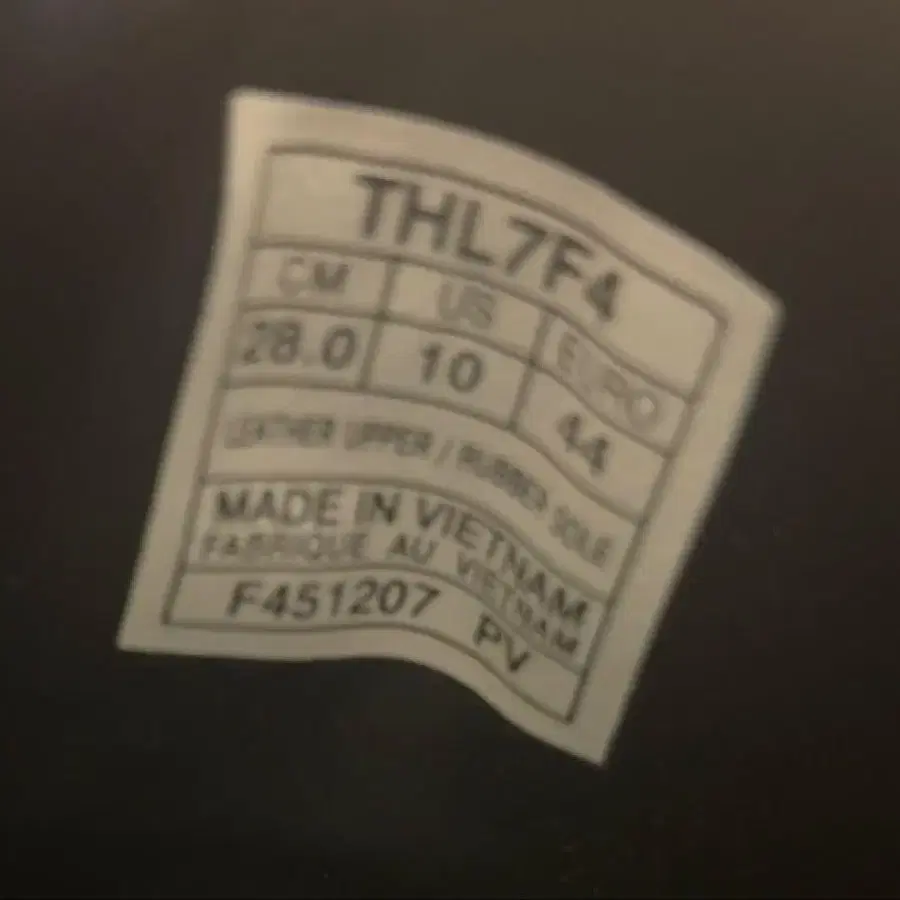 THL7F4
CM US EURO
28.0 10 44
LEATHER UPPER / RUBBER SOLE
MADE IN VIETNAM
FABRIQUE AU VIETNAM
F451207 PV